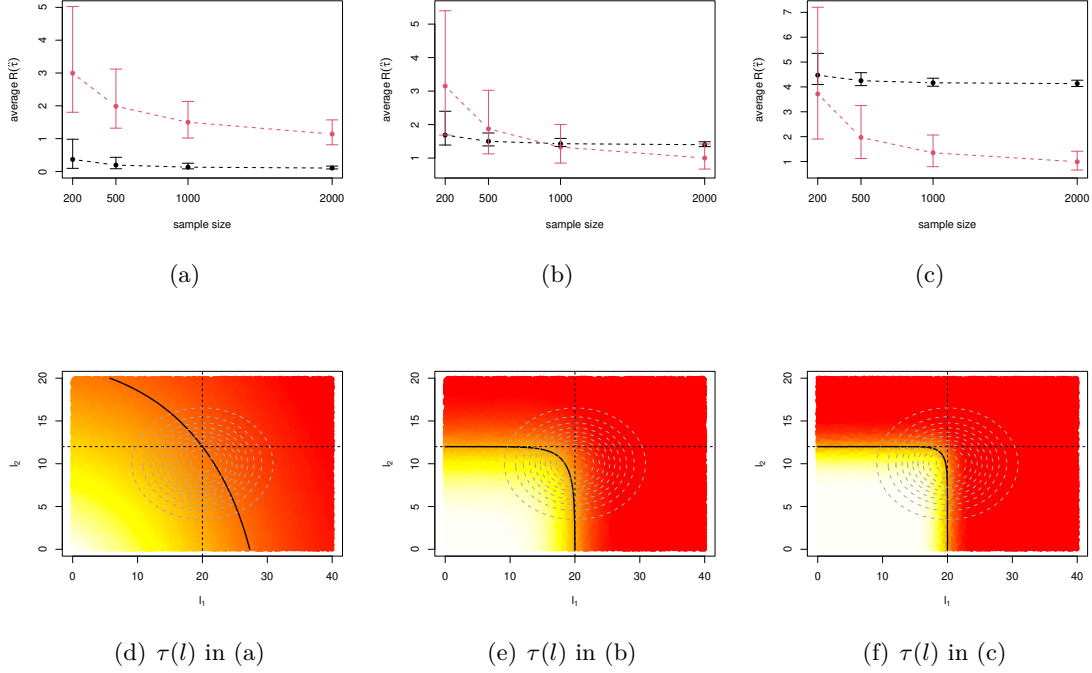 average R(τ̈)
5
4
3
2
1
0
200 500 1000 2000
sample size
(a)
average R(τ̈)
5
4
3
2
1
200 500 1000 2000
sample size
(b)
average R(τ̈)
7
6
5
4
3
2
1
200 500 1000 2000
sample size
(c)
l₂
20
15
10
5
0
0 10 20 30 40
l₁
(d) τ(l) in (a)
l₂
20
15
10
5
0
0 10 20 30 40
l₁
(e) τ(l) in (b)
l₂
20
15
10
5
0
0 10 20 30 40
l₁
(f) τ(l) in (c)